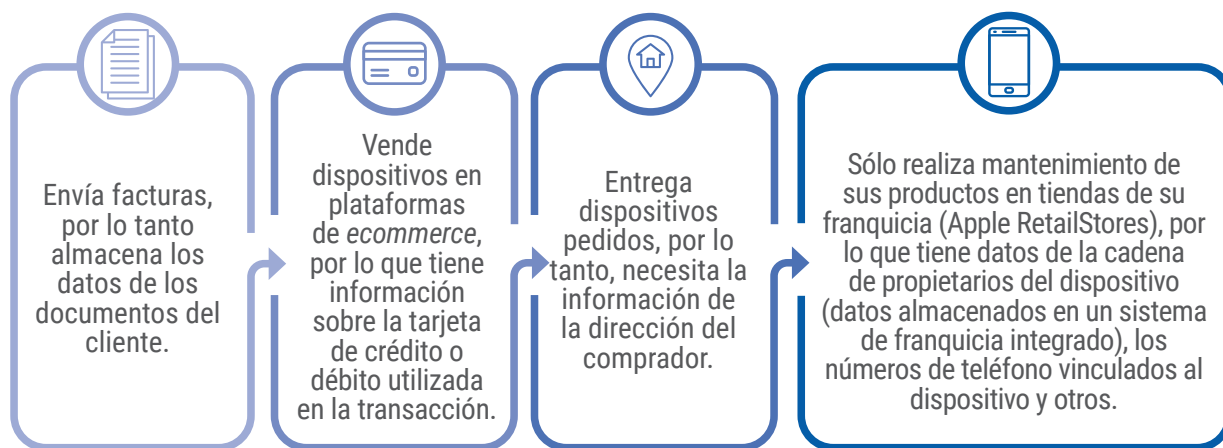 Envía facturas,
por lo tanto
almacena los
datos de los
documentos del
cliente.
Vende
dispositivos en
plataformas
de ecommerce,
por lo que tiene
información
sobre la tarjeta
de crédito o
débito utilizada
en la transacción.
Entrega
dispositivos
pedidos, por lo
tanto, necesita la
información de
la dirección del
comprador.
Sólo realiza mantenimiento de
sus productos en tiendas de su
franquicia (Apple RetailStores), por
lo que tiene datos de la cadena
de propietarios del dispositivo
(datos almacenados en un sistema
de franquicia integrado), los
números de teléfono vinculados al
dispositivo y otros.